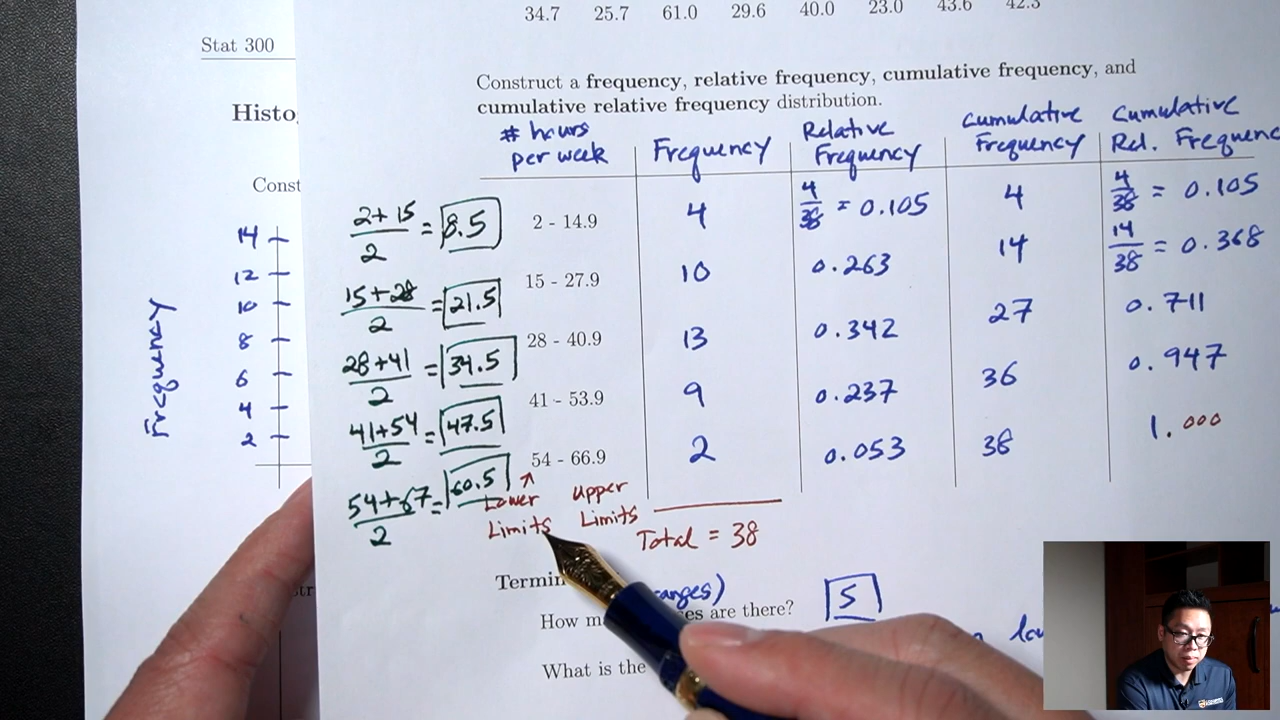 34.7 25.7 61.0 29.6 40.0 23.0 43.6 42.3
Stat 300
Construct a frequency, relative frequency, cumulative frequency, and
cumulative relative frequency distribution.
Histo
Const
14
12
10
8
6
4
2
Frequency
# hours per week
Frequency
Relative Frequency
Cumulative Frequency
Cumulative Rel. Frequenc
2+15/2 = 8.5 2 - 14.9 4 4/38 = 0.105 4 4/38 = 0.105
15+28/2 = 21.5 15 - 27.9 10 0.263 14 14/38 = 0.368
28+41/2 = 34.5 28 - 40.9 13 0.342 27 0.711
41+54/2 = 47.5 41 - 53.9 9 0.237 36 0.947
54+67/2 = 60.5 54 - 66.9 2 0.053 38 1.000
Lower Limits
Upper Limits
Total = 38
Termin
anges)
How m es are there? 5
What is the